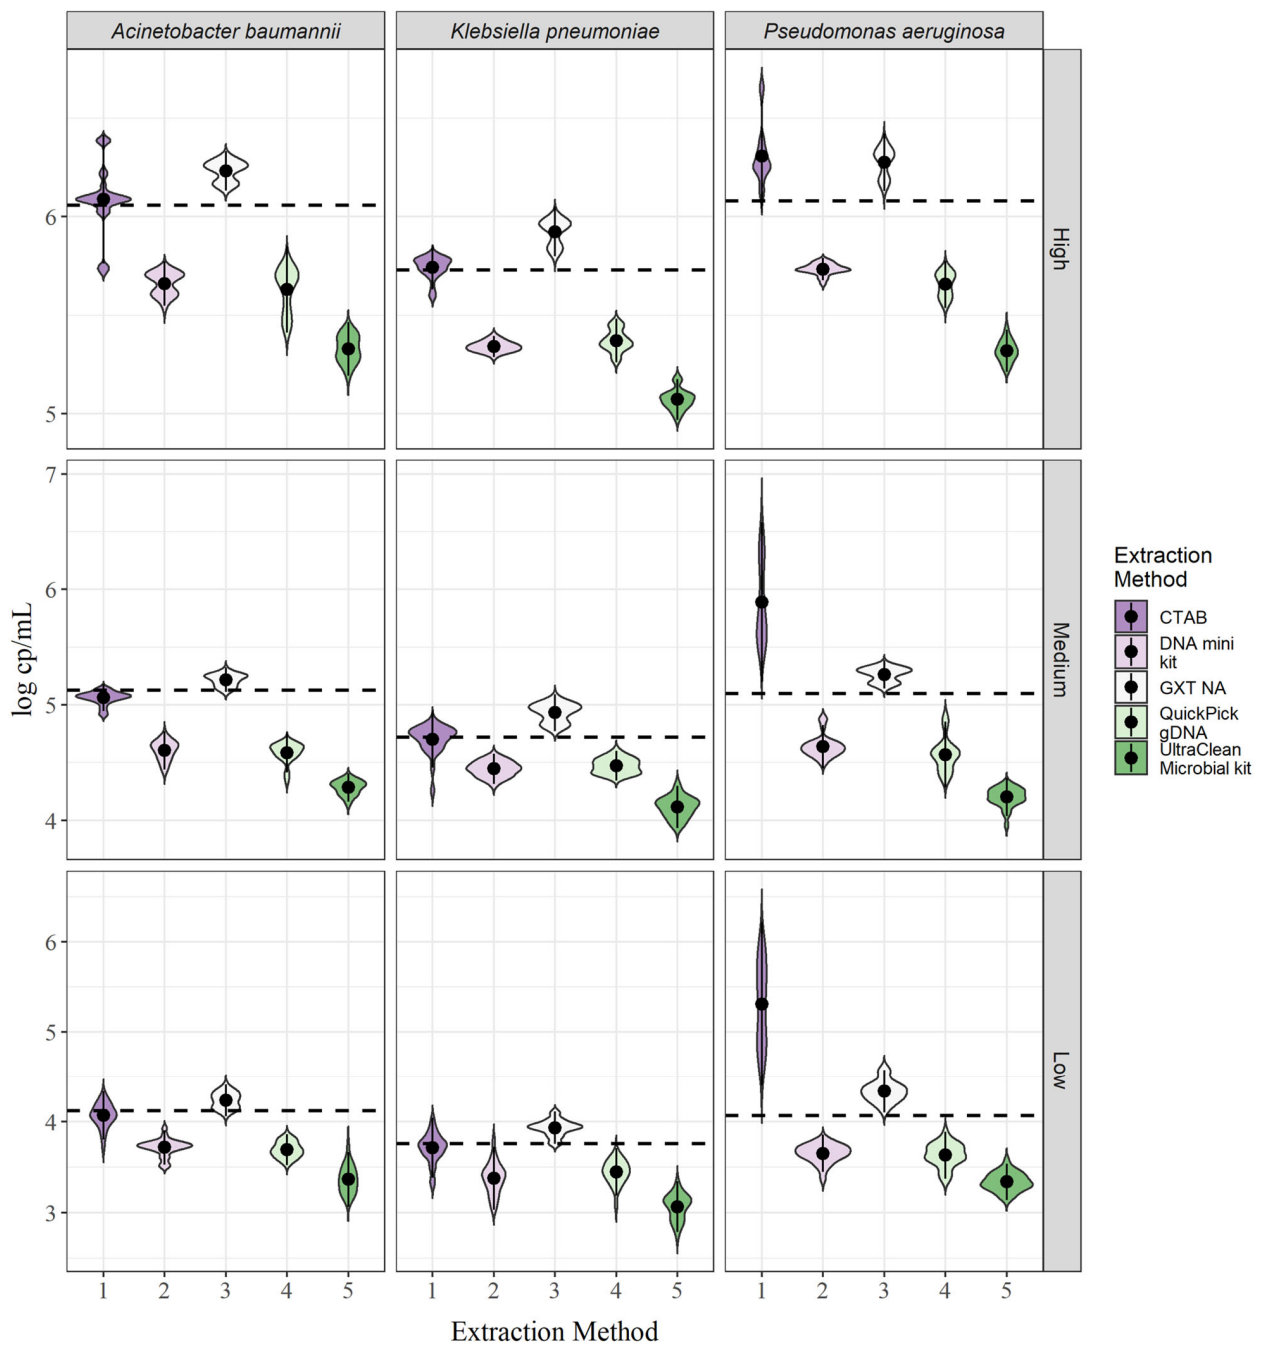 Acinetobacter baumannii
Klebsiella pneumoniae
Pseudomonas aeruginosa
6
5
High
7
6
5
4
Medium
6
5
4
3
Low
log cp/mL
1 2 3 4 5
1 2 3 4 5
1 2 3 4 5
Extraction Method
Extraction
Method
CTAB
DNA mini
kit
GXT NA
QuickPick
gDNA
UltraClean
Microbial kit